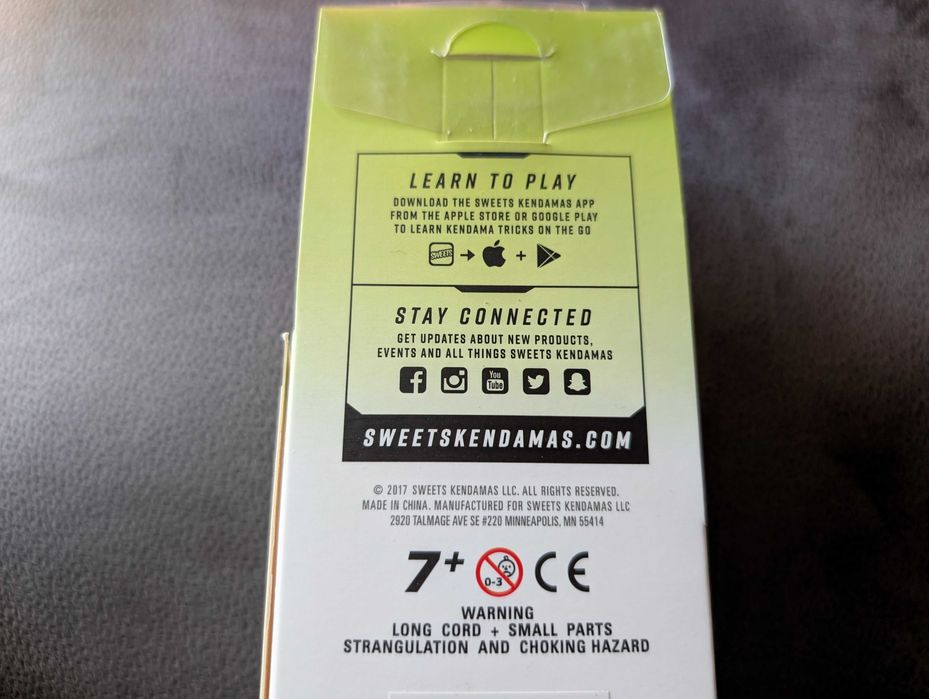 LEARN TO PLAY
DOWNLOAD THE SWEETS KENDAMAS APP
FROM THE APPLE STORE OR GOOGLE PLAY
TO LEARN KENDAMA TRICKS ON THE GO
SWEETS
+
STAY CONNECTED
GET UPDATES ABOUT NEW PRODUCTS,
EVENTS AND ALL THINGS SWEETS KENDAMAS
You Tube
SWEETSKENDAMAS.COM
© 2017 SWEETS KENDAMAS LLC. ALL RIGHTS RESERVED.
MADE IN CHINA. MANUFACTURED FOR SWEETS KENDAMAS LLC
2920 TALMAGE AVE SE #220 MINNEAPOLIS, MN 55414
7+ 0-3 CE
WARNING
LONG CORD + SMALL PARTS
STRANGULATION AND CHOKING HAZARD